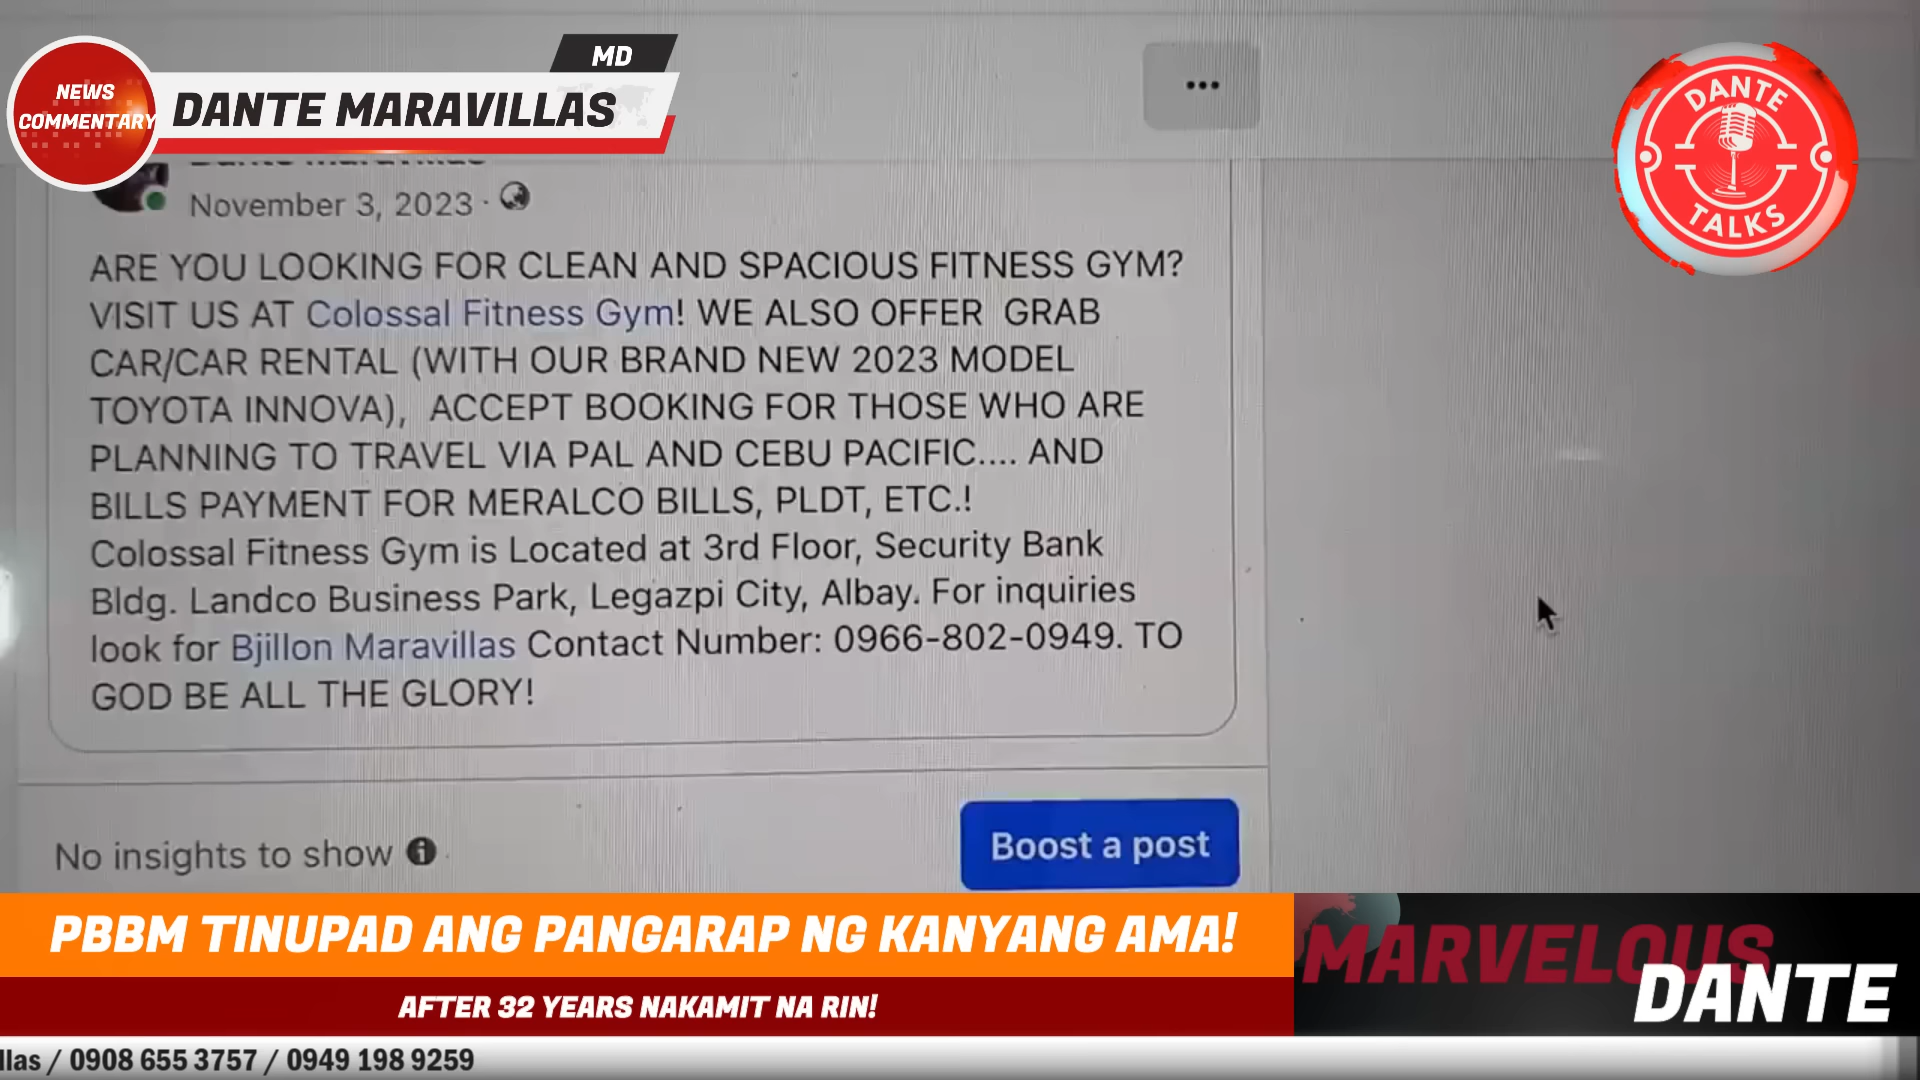 MD
NEWS
COMMENTARY
DANTE MARAVILLAS
DANTE
TALKS
November 3, 2023
ARE YOU LOOKING FOR CLEAN AND SPACIOUS FITNESS GYM?
VISIT US AT Colossal Fitness Gym! WE ALSO OFFER GRAB
CAR/CAR RENTAL (WITH OUR BRAND NEW 2023 MODEL
TOYOTA INNOVA), ACCEPT BOOKING FOR THOSE WHO ARE
PLANNING TO TRAVEL VIA PAL AND CEBU PACIFIC.... AND
BILLS PAYMENT FOR MERALCO BILLS, PLDT, ETC.!
Colossal Fitness Gym is Located at 3rd Floor, Security Bank
Bldg. Landco Business Park, Legazpi City, Albay. For inquiries
look for Bjillon Maravillas Contact Number: 0966-802-0949. TO
GOD BE ALL THE GLORY!
No insights to show
Boost a post
PBBM TINUPAD ANG PANGARAP NG KANYANG AMA!
AFTER 32 YEARS NAKAMIT NA RIN!
MARVELOUS
DANTE
llas / 0908 655 3757 / 0949 198 9259